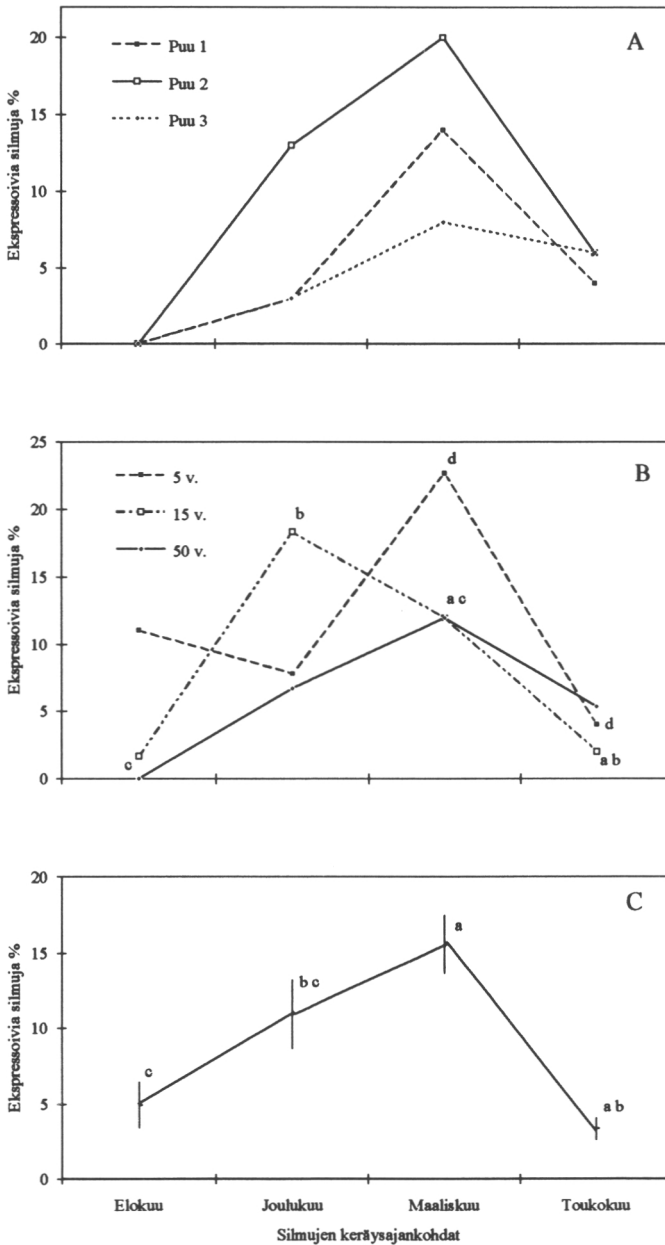 A
Puu 1
Puu 2
Puu 3
Ekspressoivia silmuja %
20
15
10
5
0
B
5 v.
15 v.
50 v.
Ekspressoivia silmuja %
25
20
15
10
5
0
d
b
a c
c
d
a b
C
Ekspressoivia silmuja %
20
15
10
5
0
a
b c
c
a b
Elokuu Joulukuu Maaliskuu Toukokuu
Silmujen keräysajankohdat